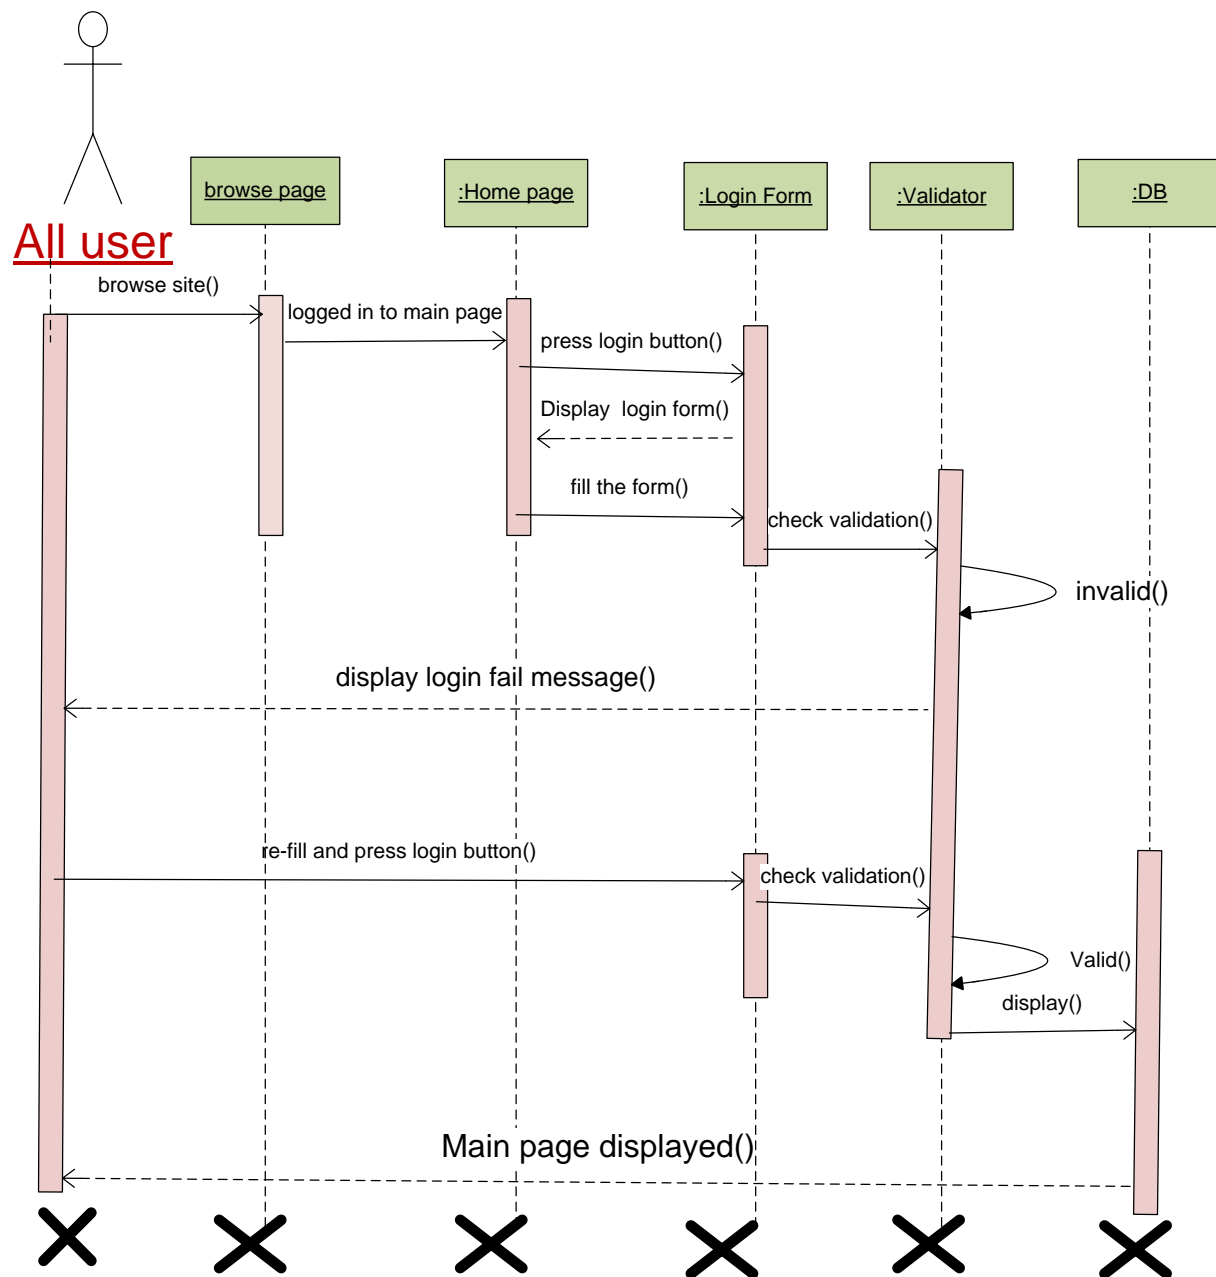 browse page
:Home page
:Login Form
:Validator
:DB
All user
browse site()
logged in to main page
press login button()
Display  login form()
fill the form()
check validation()
invalid()
display login fail message()
re-fill and press login button()
check validation()
Valid()
display()
Main page displayed()